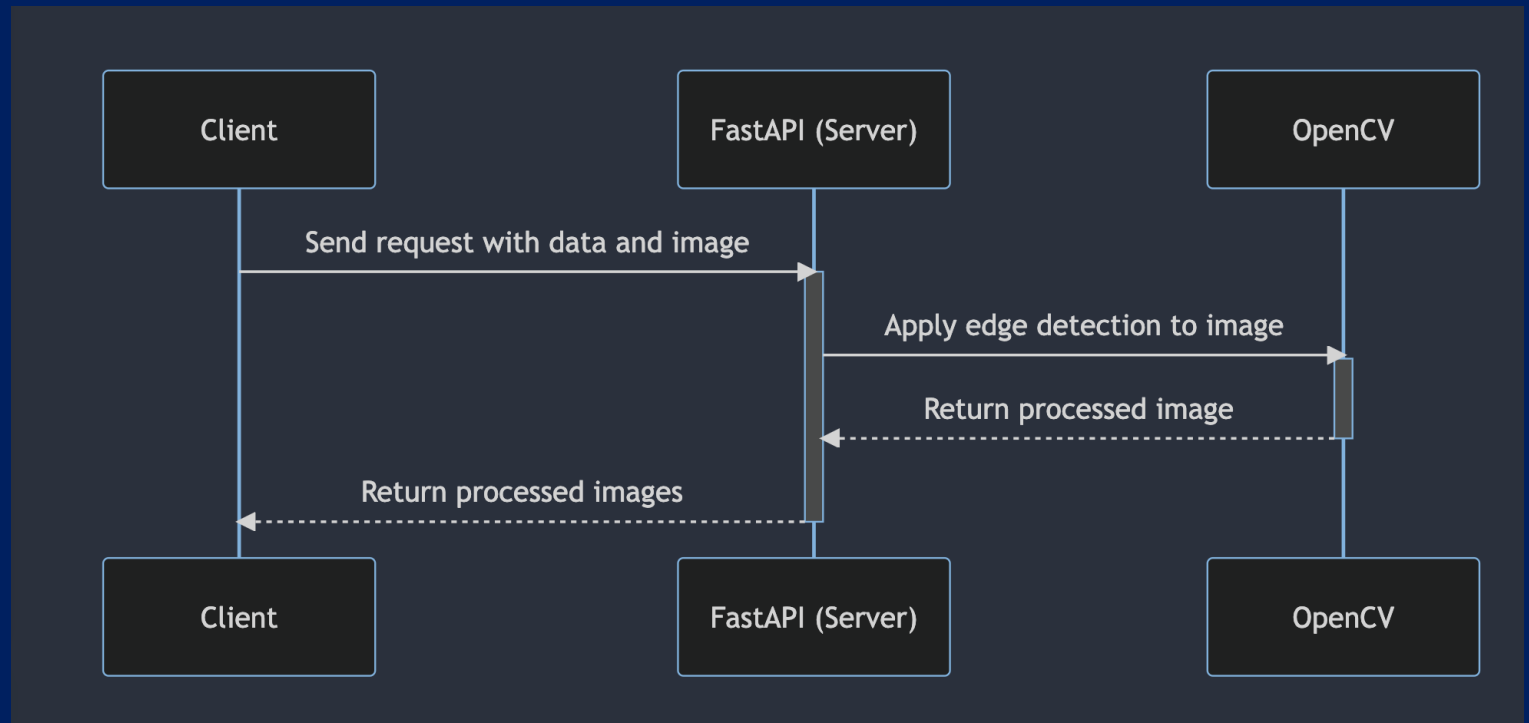 Client
FastAPI (Server)
OpenCV
Send request with data and image
Apply edge detection to image
Return processed image
Return processed images
Client
FastAPI (Server)
OpenCV